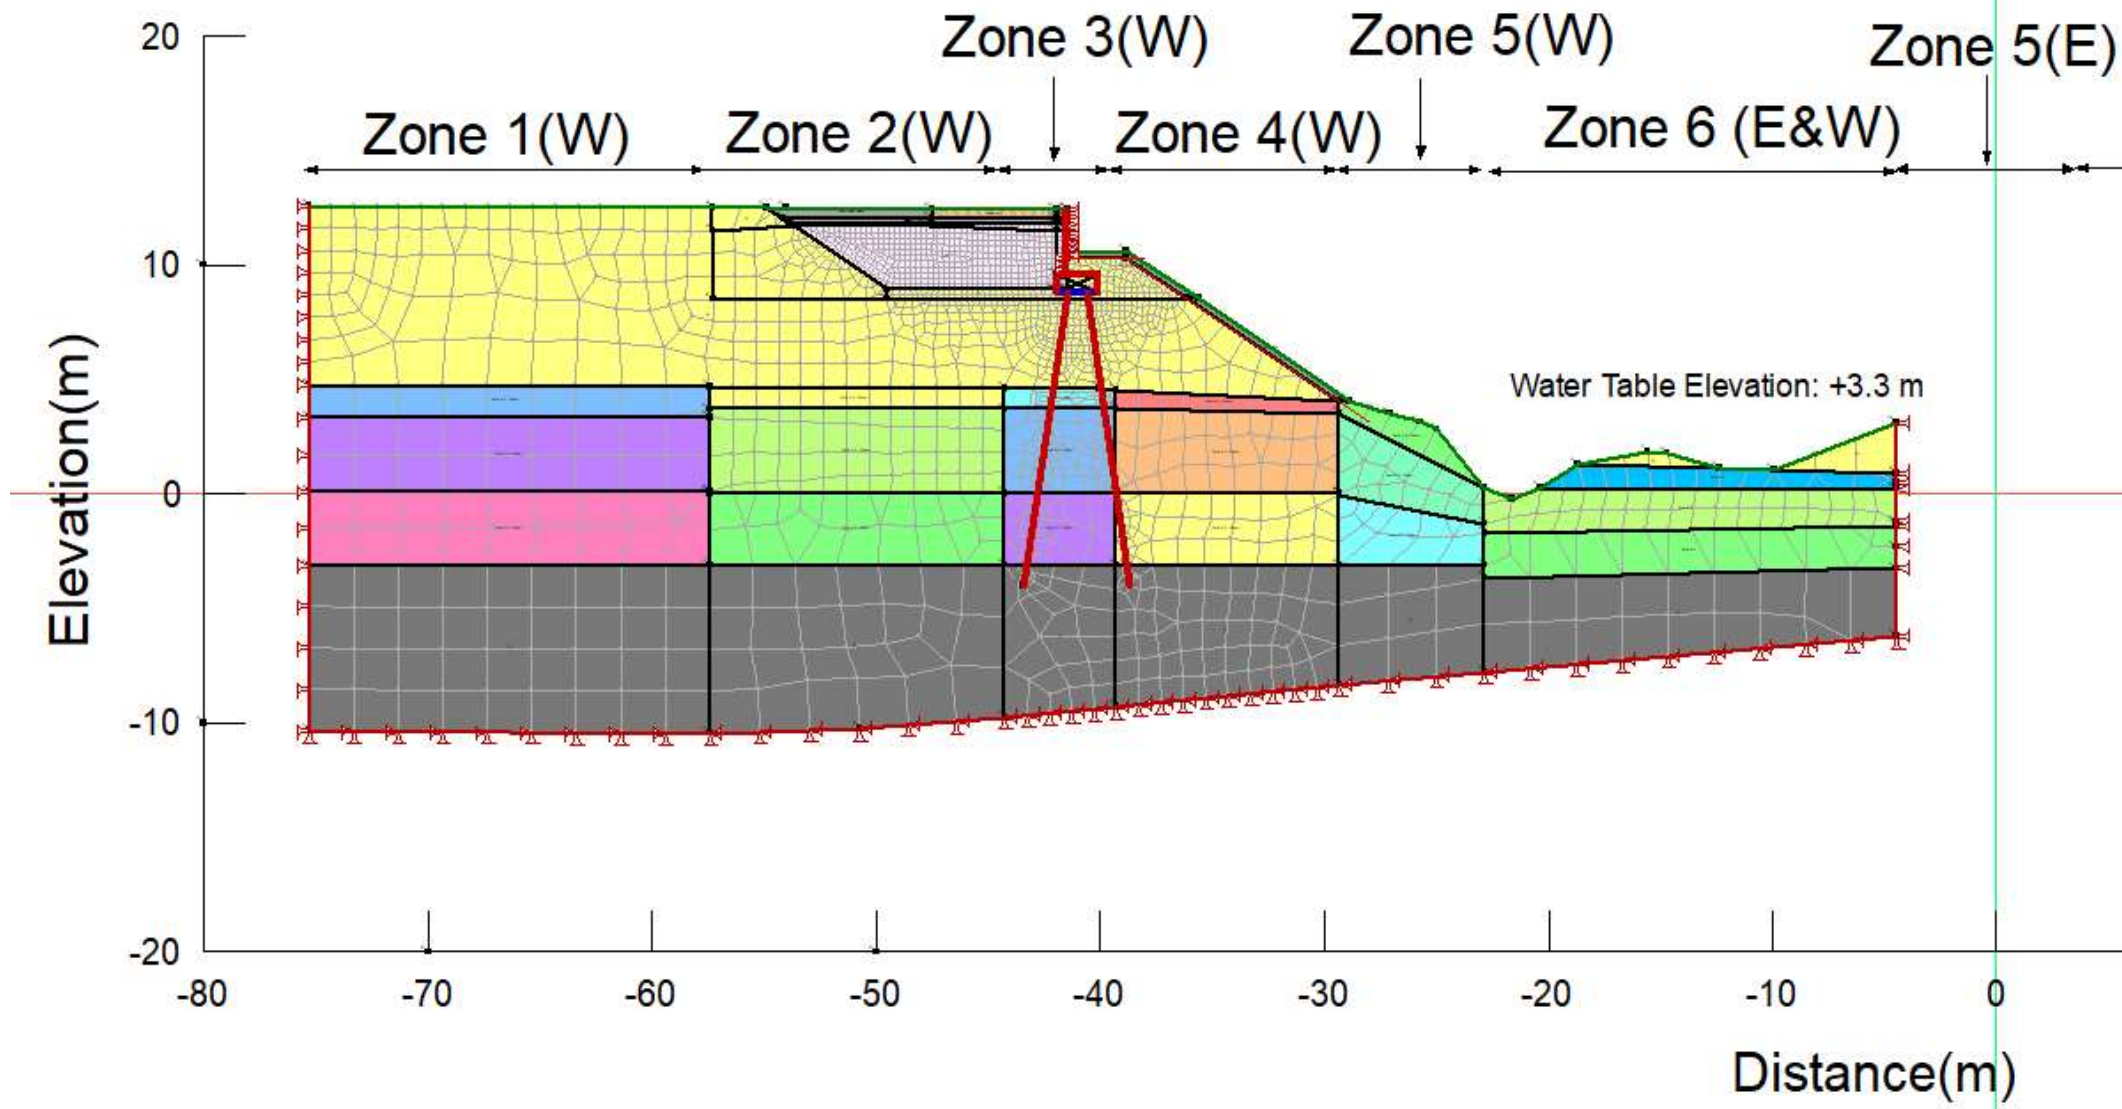 20
Zone 3(W)
Zone 5(W)
Zone 5(E)
Zone 1(W)
Zone 2(W)
Zone 4(W)
Zone 6 (E&W)
10
Elevation(m)
Water Table Elevation: +3.3 m
0
-10
-20
-80
-70
-60
-50
-40
-30
-20
-10
0
Distance(m)